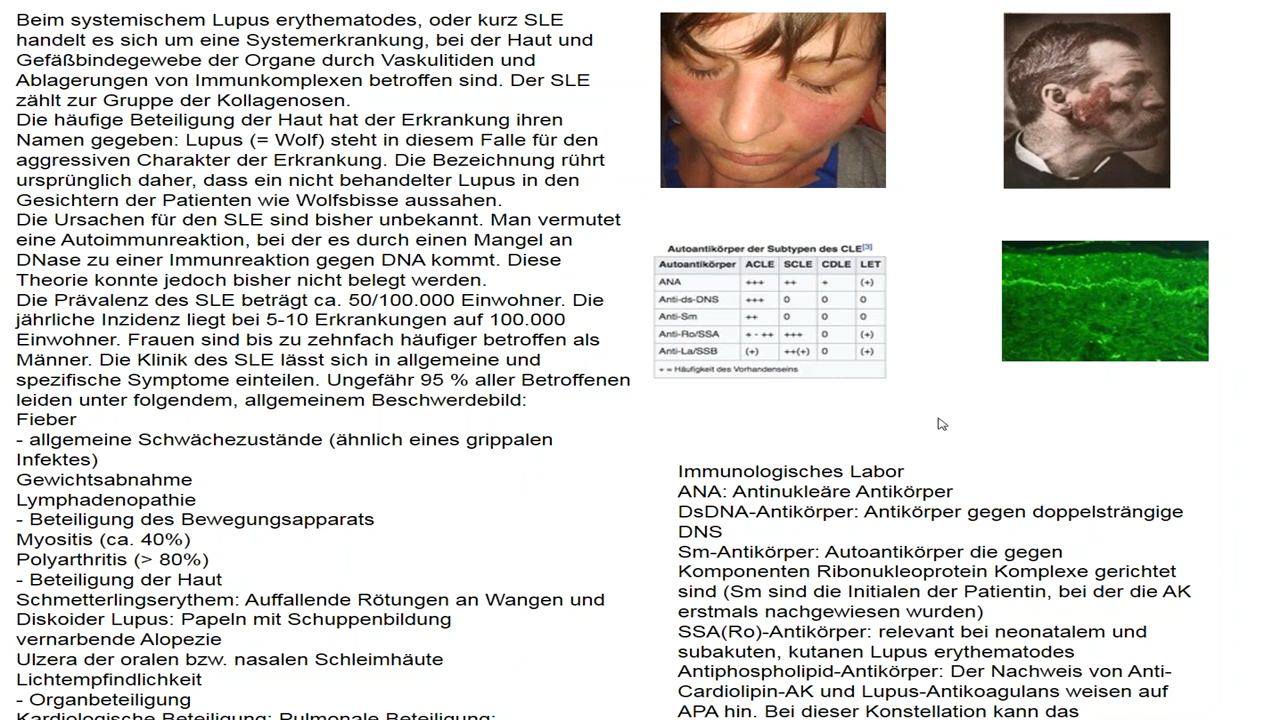 Beim systemischem Lupus erythematodes, oder kurz SLE
handelt es sich um eine Systemerkrankung, bei der Haut und
Gefäßbindegewebe der Organe durch Vaskulitiden und
Ablagerungen von Immunkomplexen betroffen sind. Der SLE
zählt zur Gruppe der Kollagenosen.
Die häufige Beteiligung der Haut hat der Erkrankung ihren
Namen gegeben: Lupus (= Wolf) steht in diesem Falle für den
aggressiven Charakter der Erkrankung. Die Bezeichnung rührt
ursprünglich daher, dass ein nicht behandelter Lupus in den
Gesichtern der Patienten wie Wolfsbisse aussahen.
Die Ursachen für den SLE sind bisher unbekannt. Man vermutet
eine Autoimmunreaktion, bei der es durch einen Mangel an
DNase zu einer Immunreaktion gegen DNA kommt. Diese
Theorie konnte jedoch bisher nicht belegt werden.
Die Prävalenz des SLE beträgt ca. 50/100.000 Einwohner. Die
jährliche Inzidenz liegt bei 5-10 Erkrankungen auf 100.000
Einwohner. Frauen sind bis zu zehnfach häufiger betroffen als
Männer. Die Klinik des SLE lässt sich in allgemeine und
spezifische Symptome einteilen. Ungefähr 95 % aller Betroffenen
leiden unter folgendem, allgemeinem Beschwerdebild:
Fieber
- allgemeine Schwächezustände (ähnlich eines grippalen
Infektes)
Gewichtsabnahme
Lymphadenopathie
- Beteiligung des Bewegungsapparats
Myositis (ca. 40%)
Polyarthritis (> 80%)
- Beteiligung der Haut
Schmetterlingserythem: Auffallende Rötungen an Wangen und
Diskoider Lupus: Papeln mit Schuppenbildung
vernarbende Alopezie
Ulzera der oralen bzw. nasalen Schleimhäute
Lichtempfindlichkeit
- Organbeteiligung
Kardiologische Beteiligung: Pulmonale Beteiligung:
Autoantikörper der Subtypen des CLE[3]
Autoantikörper ACLE SCLE CDLE LET
ANA +++ ++ + (+)
Anti-ds-DNS +++ 0 0 0
Anti-Sm ++ 0 0 0
Anti-Ro/SSA + - ++ +++ 0 (+)
Anti-La/SSB (+) ++(+) 0 (+)
+ = Häufigkeit des Vorhandenseins
Immunologisches Labor
ANA: Antinukleäre Antikörper
DsDNA-Antikörper: Antikörper gegen doppelsträngige
DNS
Sm-Antikörper: Autoantikörper die gegen
Komponenten Ribonukleoprotein Komplexe gerichtet
sind (Sm sind die Initialen der Patientin, bei der die AK
erstmals nachgewiesen wurden)
SSA(Ro)-Antikörper: relevant bei neonatalem und
subakuten, kutanen Lupus erythematodes
Antiphospholipid-Antikörper: Der Nachweis von Anti-
Cardiolipin-AK und Lupus-Antikoagulans weisen auf
APA hin. Bei dieser Konstellation kann das